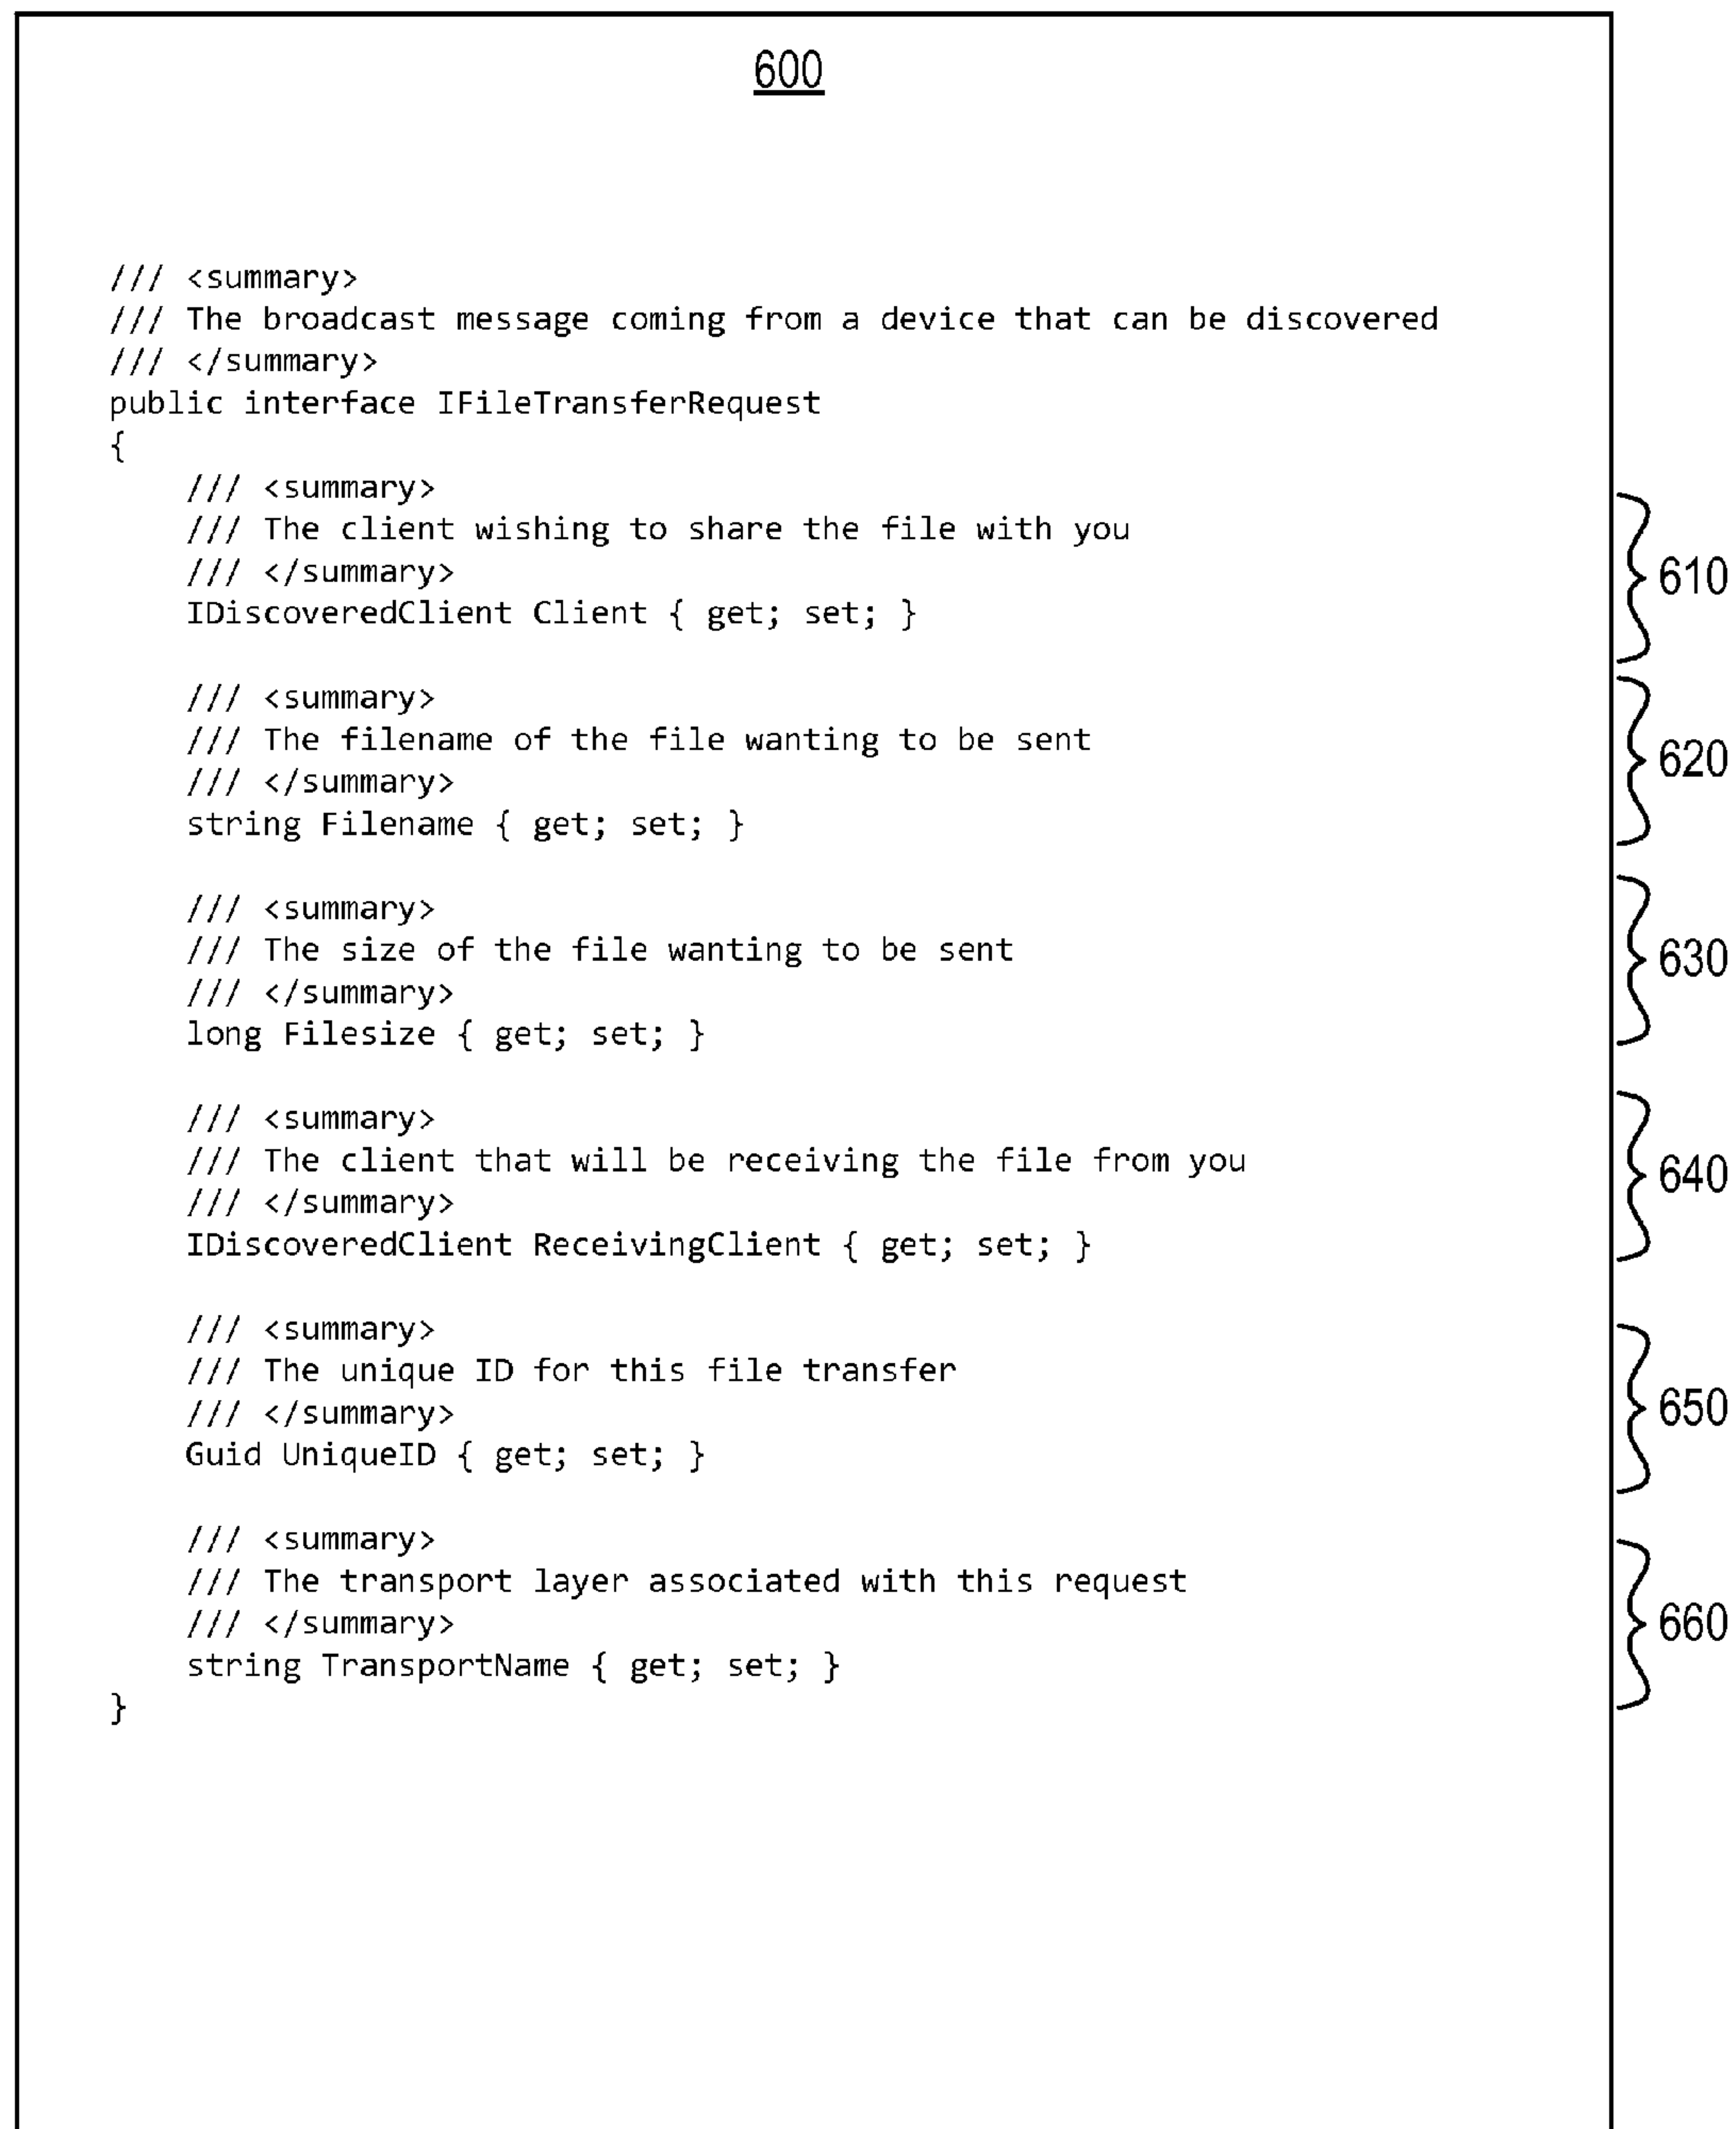 600
/// <summary>
/// The broadcast message coming from a device that can be discovered
/// </summary>
public interface IFileTransferRequest
{
/// <summary>
/// The client wishing to share the file with you
/// </summary>
IDiscoveredClient Client { get; set; }
610
/// <summary>
/// The filename of the file wanting to be sent
/// </summary>
string Filename { get; set; }
620
/// <summary>
/// The size of the file wanting to be sent
/// </summary>
long Filesize { get; set; }
630
/// <summary>
/// The client that will be receiving the file from you
/// </summary>
IDiscoveredClient ReceivingClient { get; set; }
640
/// <summary>
/// The unique ID for this file transfer
/// </summary>
Guid UniqueID { get; set; }
650
/// <summary>
/// The transport layer associated with this request
/// </summary>
string TransportName { get; set; }
660
}